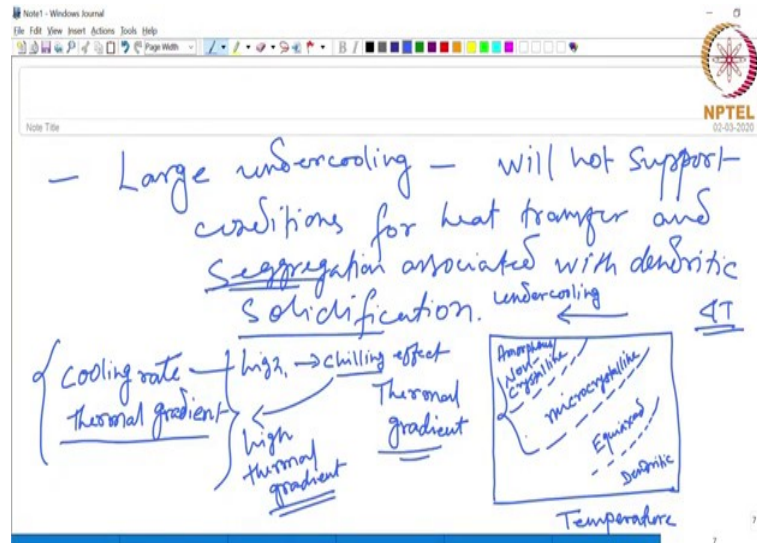 Note1 - Windows Journal
File Edit View Insert Actions Tools Help
Page Width
B I
NPTEL
Note Title
02-03-2020
– Large undercooling – will not support
conditions for heat transfer and
seggregation associated with dendritic
solidification.
undercooling
ΔT
cooling rate – high, → chilling effect
thermal gradient
Thermal
gradient
high
thermal
gradient
Amorphous/
Non-
crystalline
microcrystalline
Equiaxed
Dendritic
Temperature
7
7